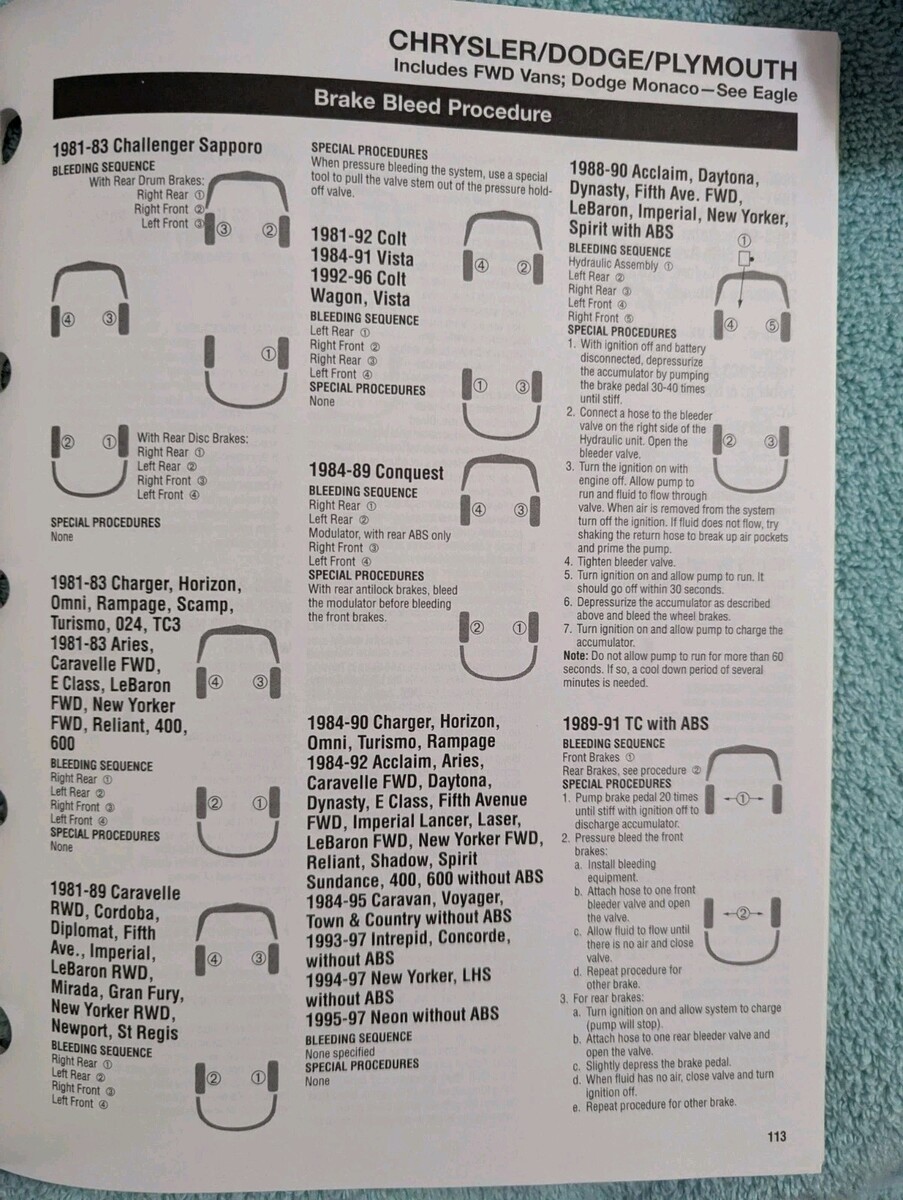 CHRYSLER/DODGE/PLYMOUTH
Includes FWD Vans; Dodge Monaco—See Eagle
Brake Bleed Procedure
1981-83 Challenger Sapporo
BLEEDING SEQUENCE
With Rear Drum Brakes:
Right Rear ①
Right Front ②
Left Front ③
③ ②
④ ③
①
② ①
With Rear Disc Brakes:
Right Rear ①
Left Rear ②
Right Front ③
Left Front ④
SPECIAL PROCEDURES
None
1981-83 Charger, Horizon,
Omni, Rampage, Scamp,
Turismo, 024, TC3
1981-83 Aries,
Caravelle FWD,
E Class, LeBaron
FWD, New Yorker
FWD, Reliant, 400,
600
BLEEDING SEQUENCE
Right Rear ①
Left Rear ②
Right Front ③
Left Front ④
SPECIAL PROCEDURES
None
④ ③
② ①
1981-89 Caravelle
RWD, Cordoba,
Diplomat, Fifth
Ave., Imperial,
LeBaron RWD,
Mirada, Gran Fury,
New Yorker RWD,
Newport, St Regis
BLEEDING SEQUENCE
Right Rear ①
Left Rear ②
Right Front ③
Left Front ④
④ ③
② ①
SPECIAL PROCEDURES
When pressure bleeding the system, use a special
tool to pull the valve stem out of the pressure hold-
off valve.
1981-92 Colt
1984-91 Vista
1992-96 Colt
Wagon, Vista
BLEEDING SEQUENCE
Left Rear ①
Right Front ②
Right Rear ③
Left Front ④
SPECIAL PROCEDURES
None
④ ②
① ③
1984-89 Conquest
BLEEDING SEQUENCE
Right Rear ①
Left Rear ②
Modulator, with rear ABS only
Right Front ③
Left Front ④
SPECIAL PROCEDURES
With rear antilock brakes, bleed
the modulator before bleeding
the front brakes.
④ ③
② ①
1984-90 Charger, Horizon,
Omni, Turismo, Rampage
1984-92 Acclaim, Aries,
Caravelle FWD, Daytona,
Dynasty, E Class, Fifth Avenue
FWD, Imperial Lancer, Laser,
LeBaron FWD, New Yorker FWD,
Reliant, Shadow, Spirit
Sundance, 400, 600 without ABS
1984-95 Caravan, Voyager,
Town & Country without ABS
1993-97 Intrepid, Concorde,
without ABS
1994-97 New Yorker, LHS
without ABS
1995-97 Neon without ABS
BLEEDING SEQUENCE
None specified
SPECIAL PROCEDURES
None
1988-90 Acclaim, Daytona,
Dynasty, Fifth Ave. FWD,
LeBaron, Imperial, New Yorker,
Spirit with ABS
BLEEDING SEQUENCE
Hydraulic Assembly ①
Left Rear ②
Right Rear ③
Left Front ④
Right Front ⑤
①
④ ⑤
② ③
SPECIAL PROCEDURES
1. With ignition off and battery
disconnected, depressurize
the accumulator by pumping
the brake pedal 30-40 times
until stiff.
2. Connect a hose to the bleeder
valve on the right side of the
Hydraulic unit. Open the
bleeder valve.
3. Turn the ignition on with
engine off. Allow pump to
run and fluid to flow through
valve. When air is removed from the system
turn off the ignition. If fluid does not flow, try
shaking the return hose to break up air pockets
and prime the pump.
4. Tighten bleeder valve.
5. Turn ignition on and allow pump to run. It
should go off within 30 seconds.
6. Depressurize the accumulator as described
above and bleed the wheel brakes.
7. Turn ignition on and allow pump to charge the
accumulator.
Note: Do not allow pump to run for more than 60
seconds. If so, a cool down period of several
minutes is needed.
1989-91 TC with ABS
BLEEDING SEQUENCE
Front Brakes ①
Rear Brakes, see procedure ②
SPECIAL PROCEDURES
1. Pump brake pedal 20 times
until stiff with ignition off to
discharge accumulator.
2. Pressure bleed the front
brakes:
a. Install bleeding
equipment.
b. Attach hose to one front
bleeder valve and open
the valve.
c. Allow fluid to flow until
there is no air and close
valve.
d. Repeat procedure for
other brake.
①
②
3. For rear brakes:
a. Turn ignition on and allow system to charge
(pump will stop).
b. Attach hose to one rear bleeder valve and
open the valve.
c. Slightly depress the brake pedal.
d. When fluid has no air, close valve and turn
ignition off.
e. Repeat procedure for other brake.
113